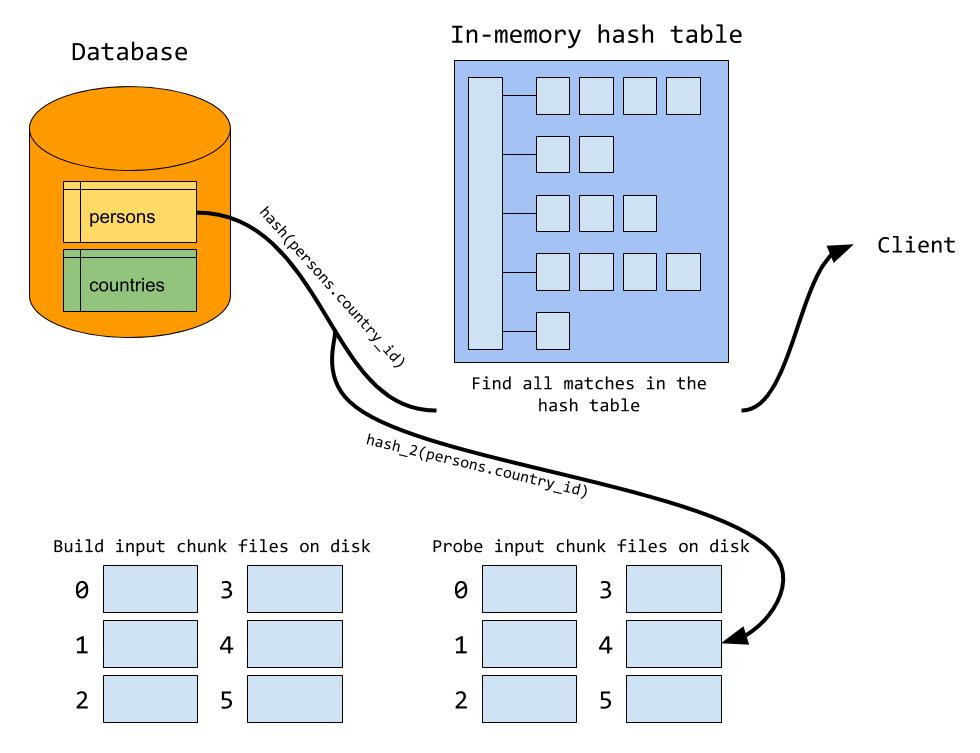 Database
In-memory hash table
persons
countries
hash(persons.country_id)
Client
Find all matches in the
hash table
hash_2(persons.country_id)
Build input chunk files on disk
0
3
1
4
2
5
Probe input chunk files on disk
0
3
1
4
2
5